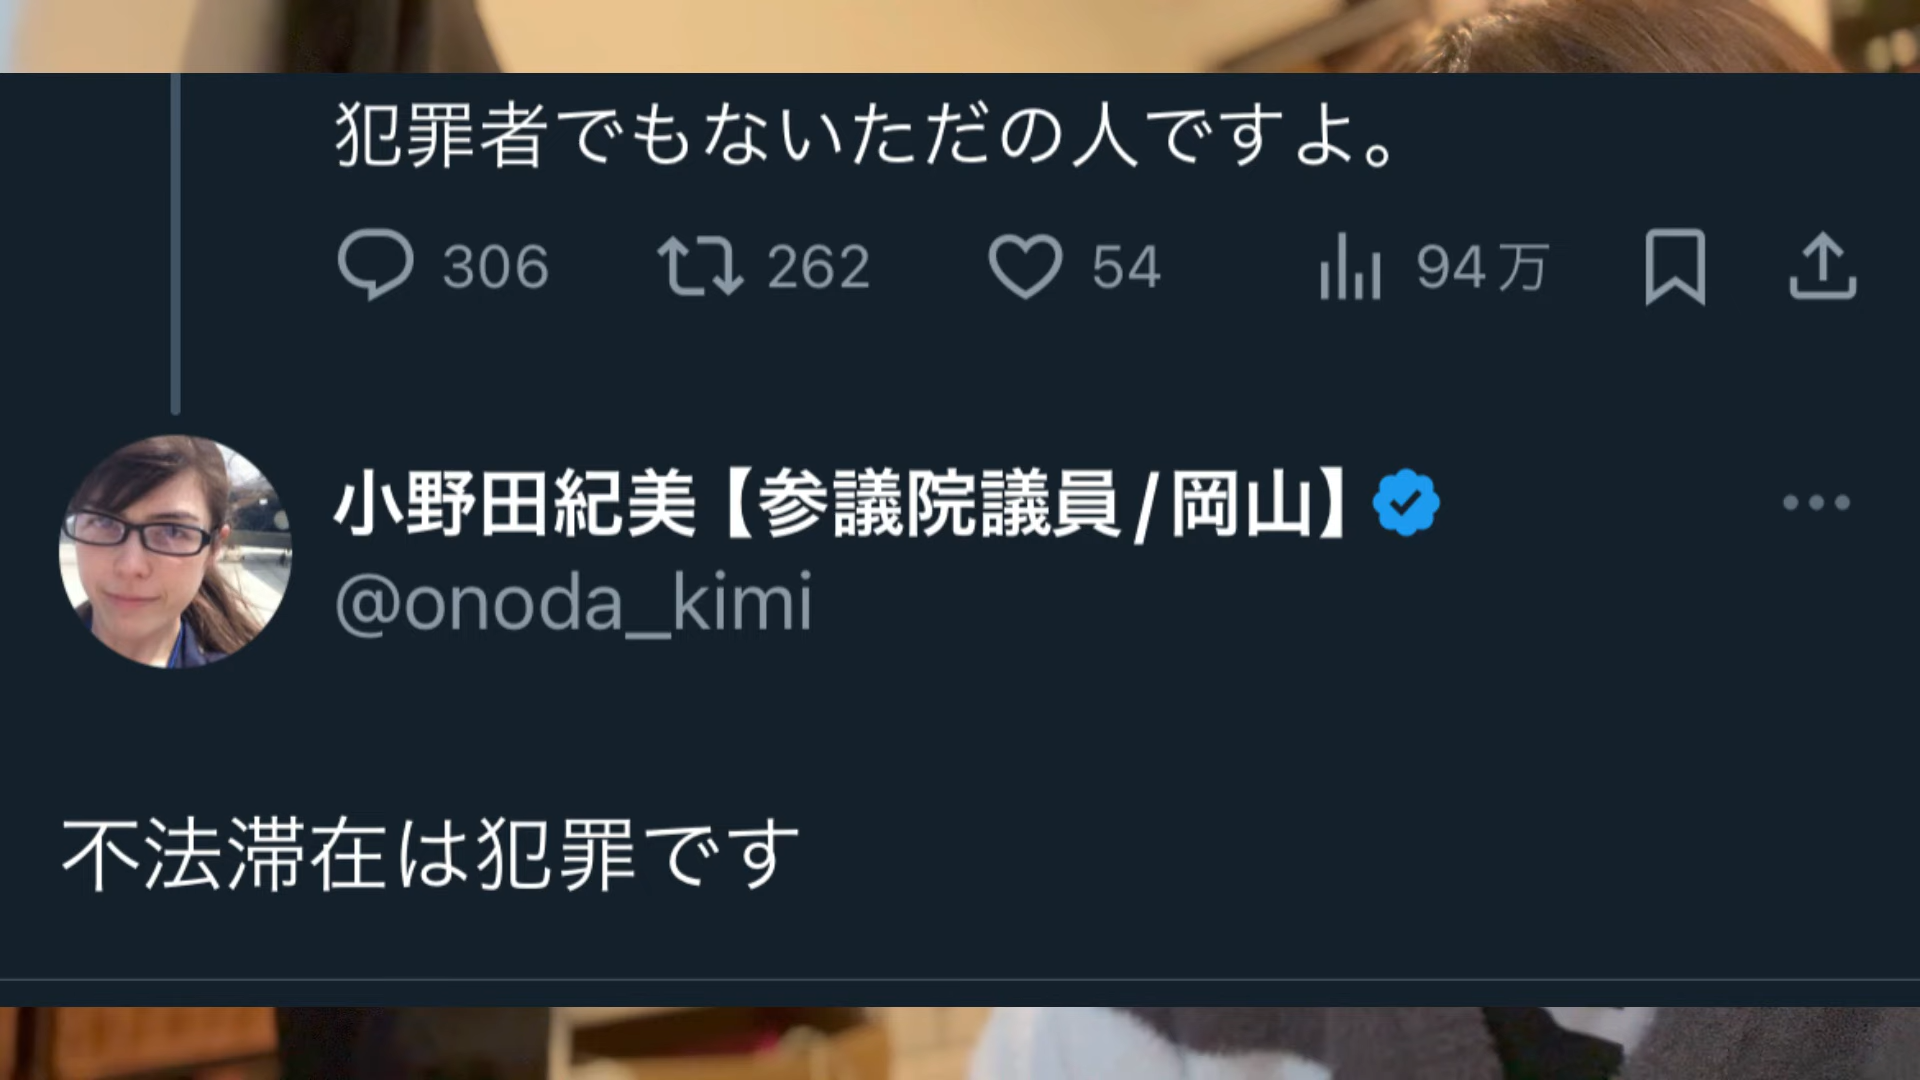 犯罪者でもないただの人ですよ。
306 262 54 94万
小野田紀美【参議院議員/岡山】
@onoda_kimi
不法滞在は犯罪です